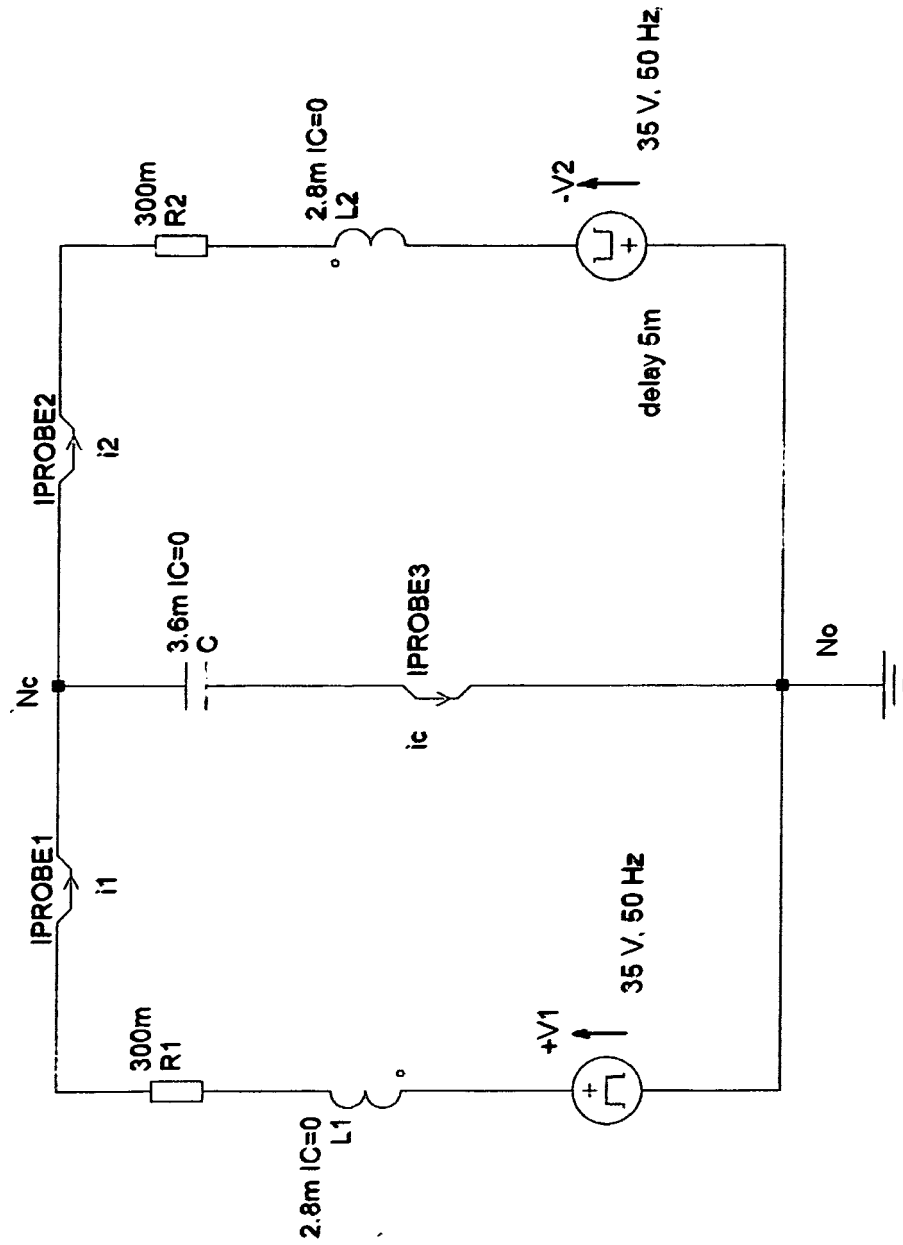 IPROBE1
i1
Nc
IPROBE2
i2
300m
R1
3.6m IC=0
C
300m
R2
2.8m IC=0
L1
ic
IPROBE3
2.8m IC=0
L2
+V1
35 V, 50 Hz
-V2
35 V, 50 Hz
delay 5m
No